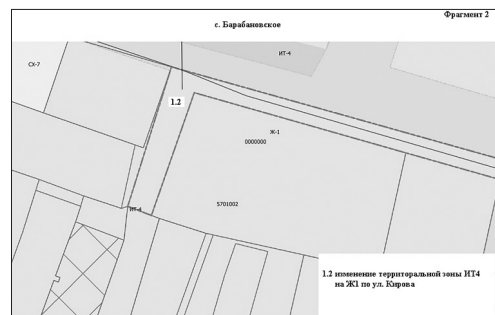 Фрагмент 2
с. Барабановское
ИТ-4
СХ-7
1.2
Ж-1
0000000
5701002
ИТ-4
1.2 изменение территоральной зоны ИТ4
на Ж1 по ул. Кирова